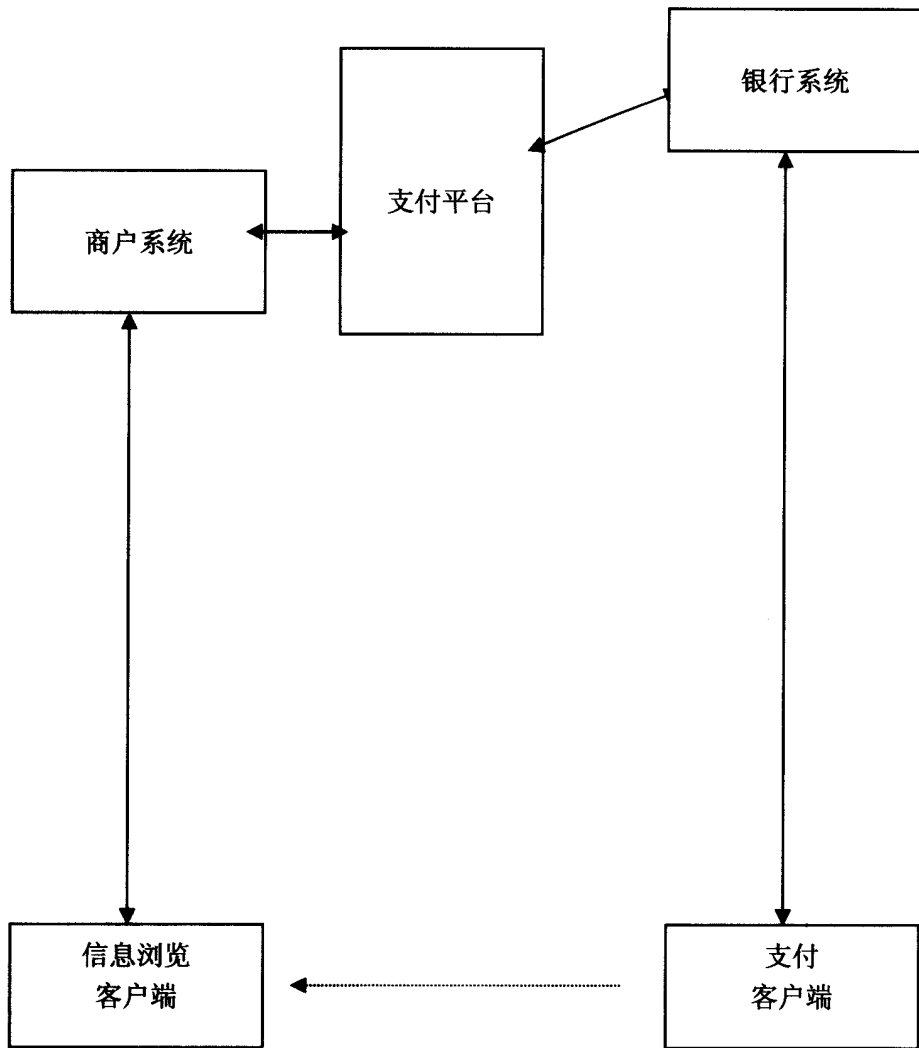 银行系统
支付平台
商户系统
信息浏览
客户端
支付
客户端